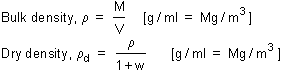 Bulk density, ρ = M/V [g/ml = Mg/m³]
Dry density, ρd = ρ/1+w [g/ml = Mg/m³]